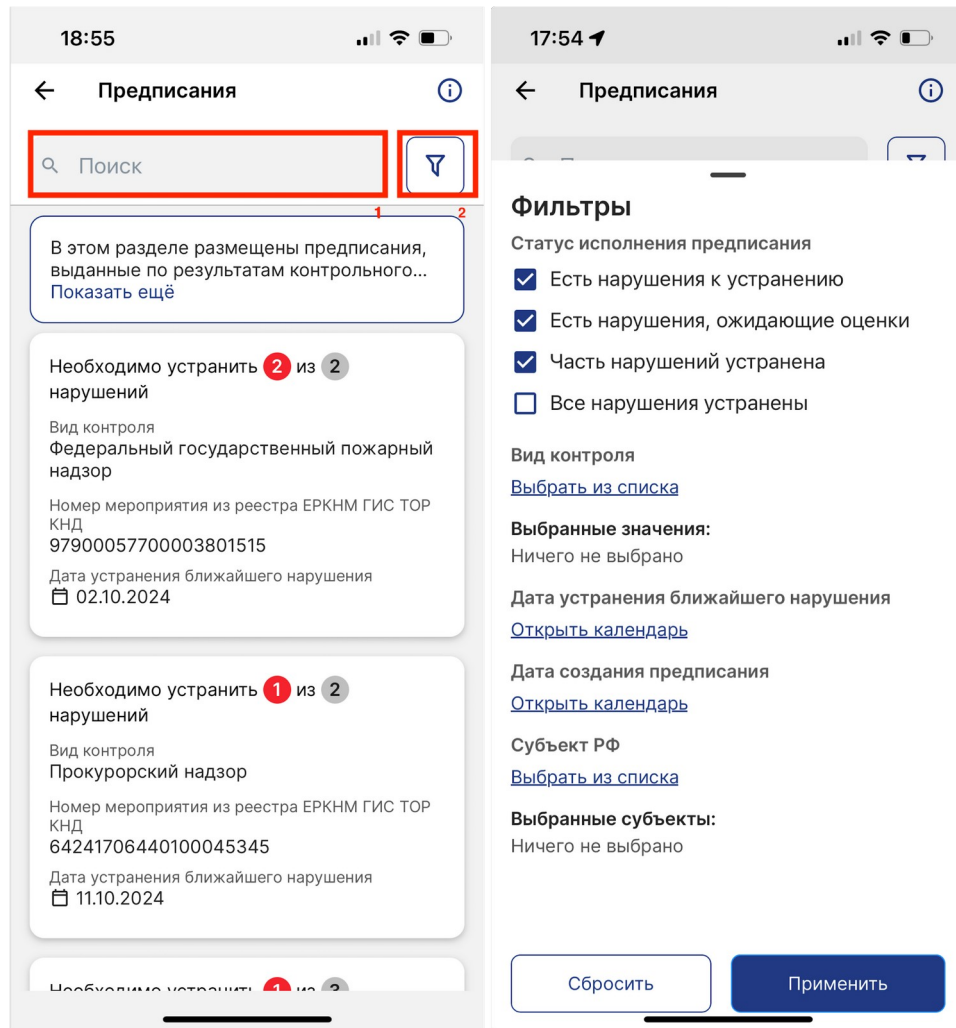 18:55
Предписания
Поиск
1
2
В этом разделе размещены предписания,
выданные по результатам контрольного...
Показать ещё
Необходимо устранить 2 из 2
нарушений
Вид контроля
Федеральный государственный пожарный
надзор
Номер мероприятия из реестра ЕРКНМ ГИС ТОР
КНД
97900057700003801515
Дата устранения ближайшего нарушения
02.10.2024
Необходимо устранить 1 из 2
нарушений
Вид контроля
Прокурорский надзор
Номер мероприятия из реестра ЕРКНМ ГИС ТОР
КНД
64241706440100045345
Дата устранения ближайшего нарушения
11.10.2024
Необходимо устранить 1 из
17:54
Предписания
Фильтры
Статус исполнения предписания
Есть нарушения к устранению
Есть нарушения, ожидающие оценки
Часть нарушений устранена
Все нарушения устранены
Вид контроля
Выбрать из списка
Выбранные значения:
Ничего не выбрано
Дата устранения ближайшего нарушения
Открыть календарь
Дата создания предписания
Открыть календарь
Субъект РФ
Выбрать из списка
Выбранные субъекты:
Ничего не выбрано
Сбросить
Применить